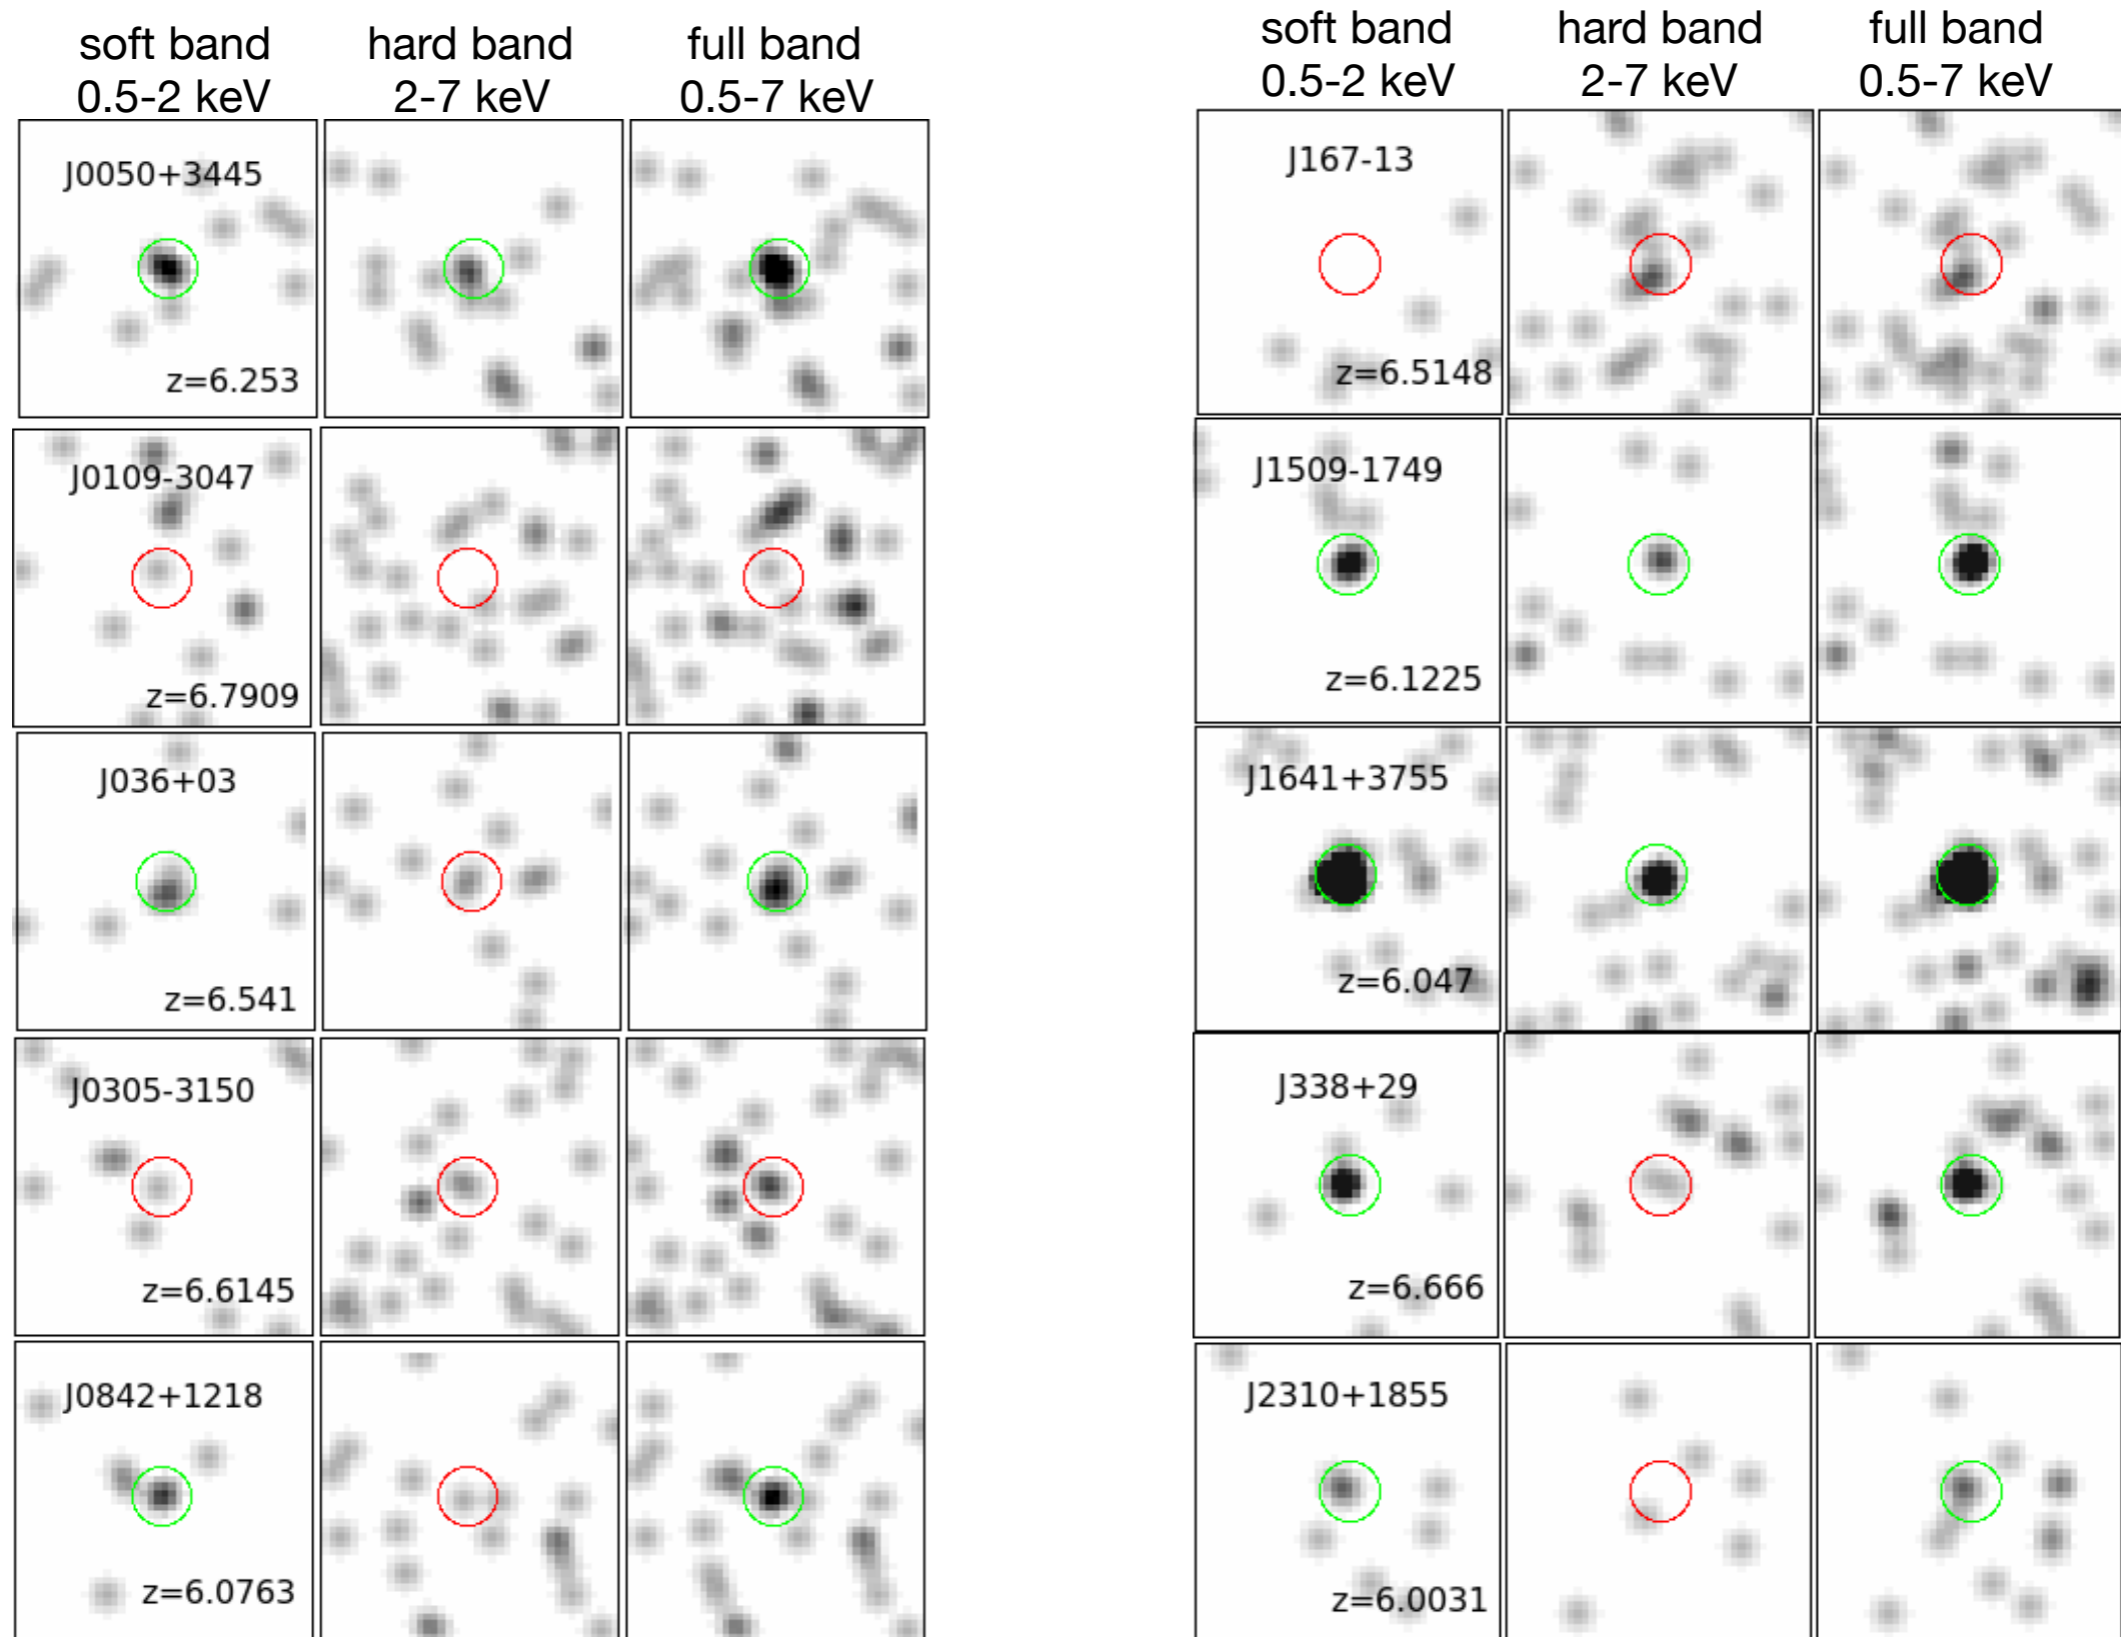 soft band
0.5-2 keV
hard band
2-7 keV
full band
0.5-7 keV
J0050+3445
z=6.253
J0109-3047
z=6.7909
J036+03
z=6.541
J0305-3150
z=6.6145
J0842+1218
z=6.0763
soft band
0.5-2 keV
hard band
2-7 keV
full band
0.5-7 keV
J167-13
z=6.5148
J1509-1749
z=6.1225
J1641+3755
z=6.047
J338+29
z=6.666
J2310+1855
z=6.0031